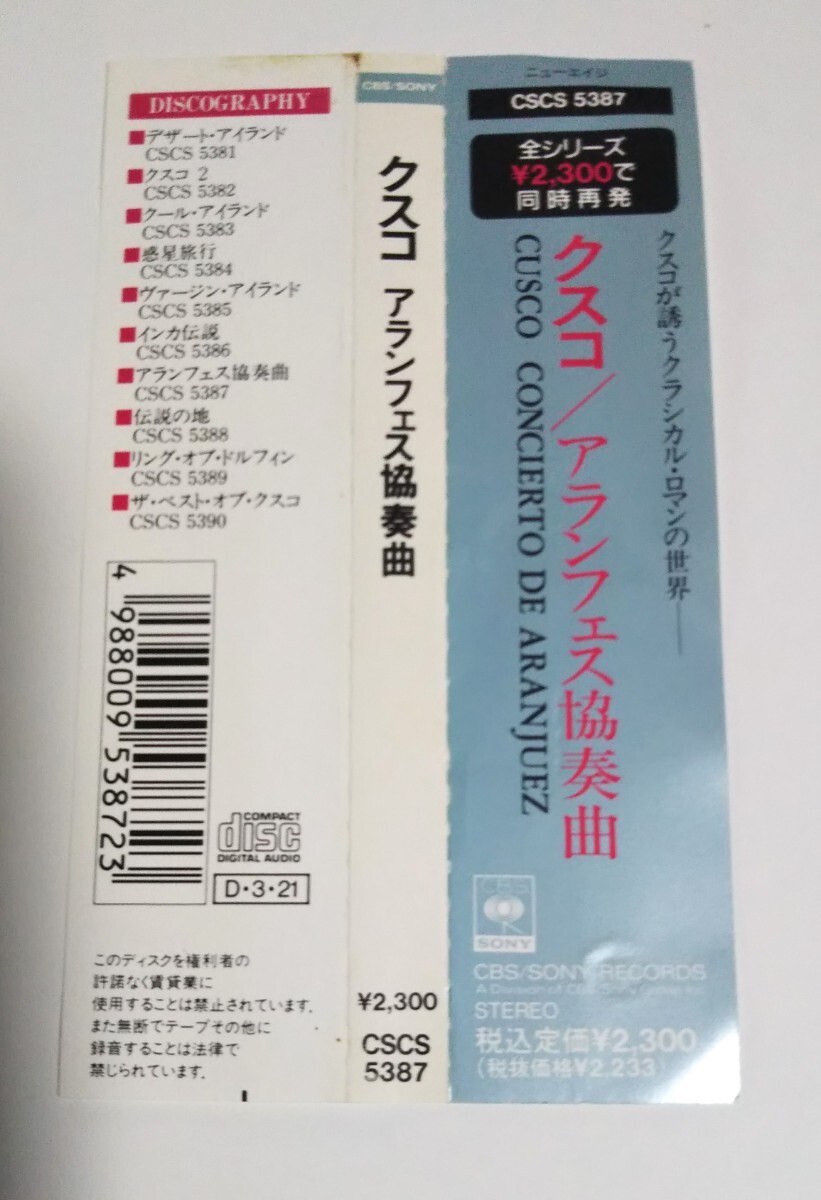 DISCOGRAPHY
■デザート・アイランド
CSCS 5381
■クスコ 2
CSCS 5382
■クール・アイランド
CSCS 5383
■惑星旅行
CSCS 5384
■ヴァージン・アイランド
CSCS 5385
■インカ伝説
CSCS 5386
■アランフェス協奏曲
CSCS 5387
■伝説の地
CSCS 5388
■リング・オブ・ドルフィン
CSCS 5389
■ザ・ベスト・オブ・クスコ
CSCS 5390
4 988009 538723
COMPACT
disc
DIGITAL AUDIO
D・3・21
このディスクを権利者の
許諾なく賃貸業に
使用することは禁止されています。
また無断でテープその他に
録音することは法律で
禁じられています。
CBS/SONY
クスコ アランフェス協奏曲
¥2,300
CSCS
5387
ニューエイジ
CSCS 5387
全シリーズ
¥2,300で
同時再発
クスコが誘うクラシカル・ロマンの世界――
クスコ/アランフェス協奏曲
CUSCO CONCIERTO DE ARANJUEZ
CBS
SONY
CBS/SONY RECORDS
A Division of CBS/Sony
STEREO
税込定価¥2,300
(税抜価格¥2,233)